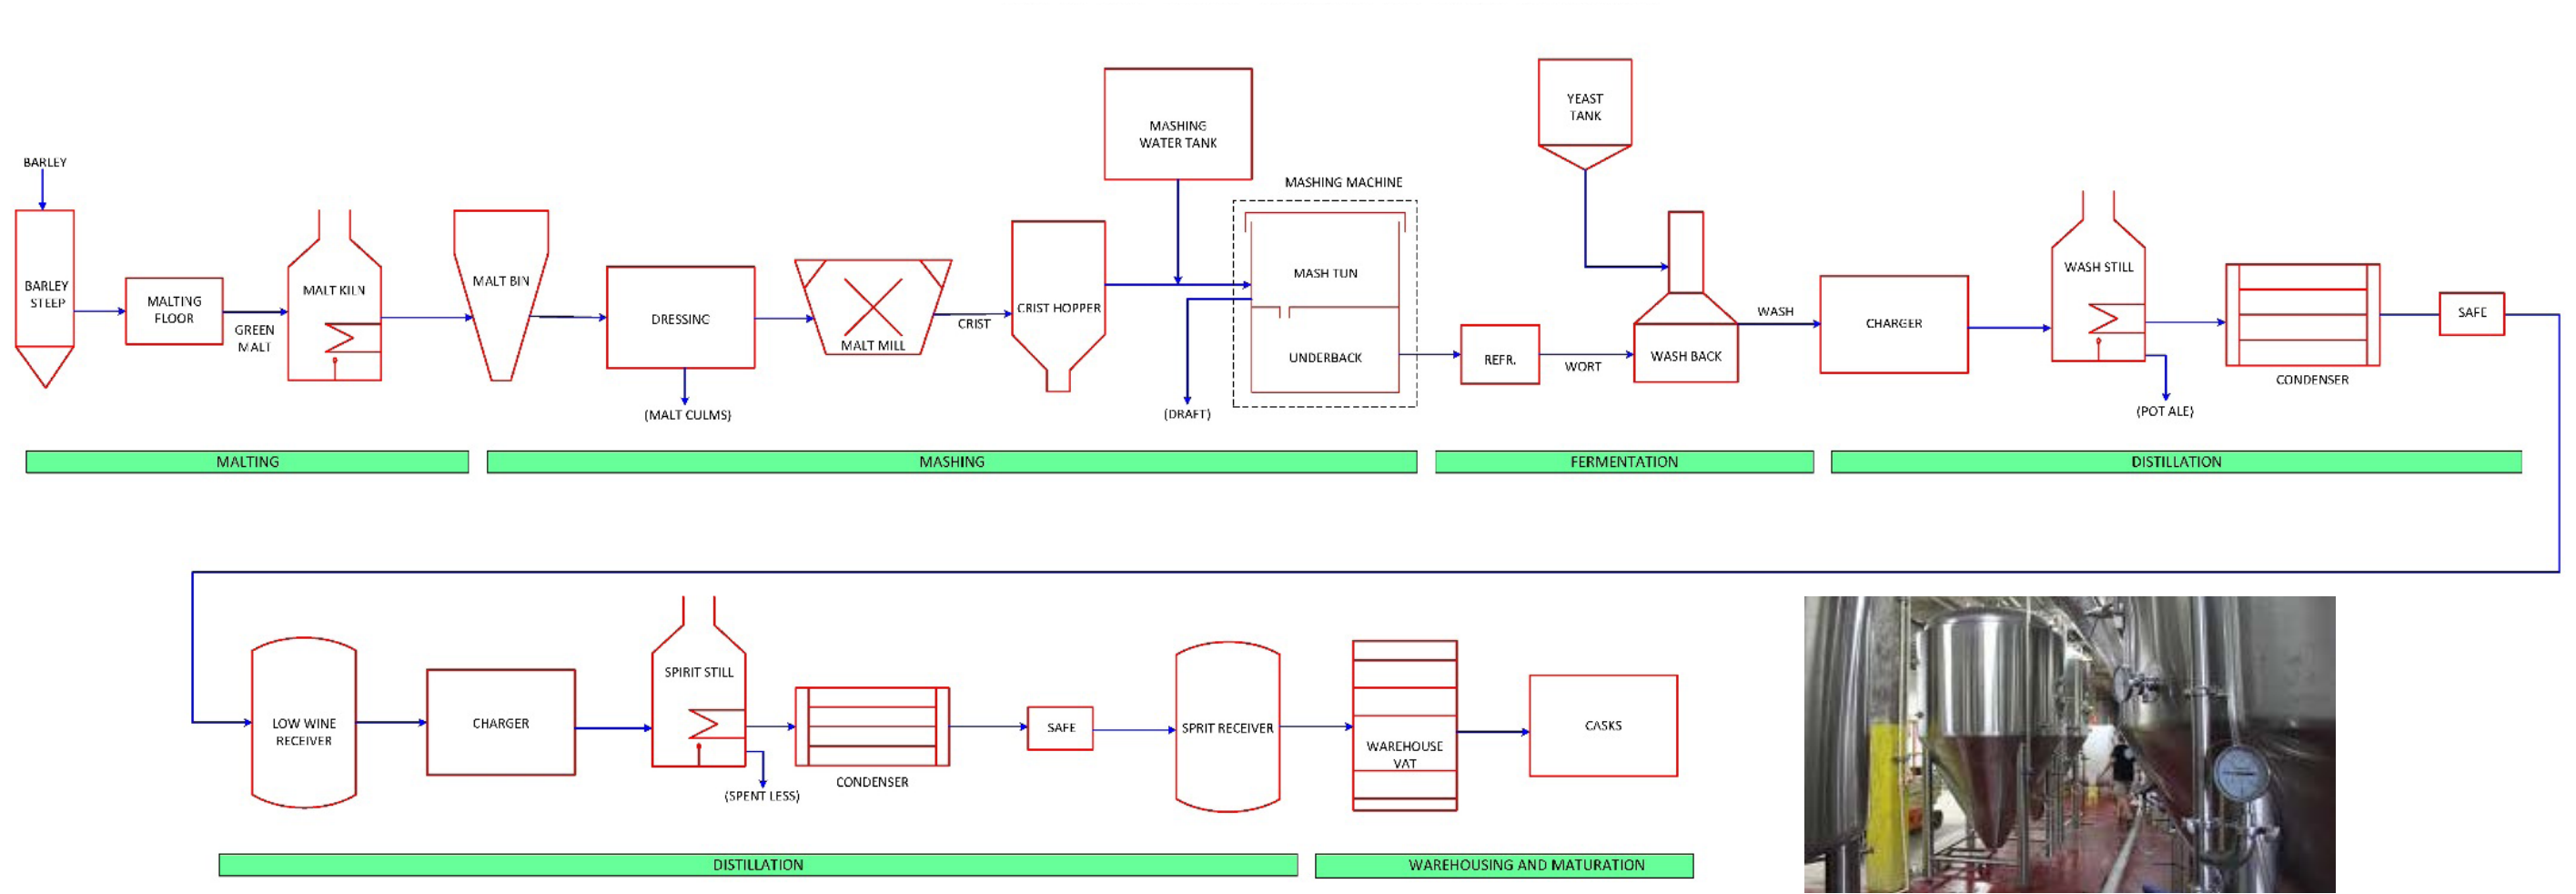 BARLEY
BARLEY
STEEP
MALTING
FLOOR
GREEN
MALT
MALT KILN
MALT BIN
DRESSING
(MALT CULMS)
MALT MILL
CRIST
CRIST HOPPER
MASHING
WATER TANK
(DRAFT)
MASHING MACHINE
MASH TUN
UNDERBACK
REFR.
WORT
YEAST
TANK
WASH BACK
WASH
CHARGER
WASH STILL
(POT ALE)
CONDENSER
SAFE
MALTING
MASHING
FERMENTATION
DISTILLATION
LOW WINE
RECEIVER
CHARGER
SPIRIT STILL
(SPENT LESS)
CONDENSER
SAFE
SPRIT RECEIVER
WAREHOUSE
VAT
CASKS
DISTILLATION
WAREHOUSING AND MATURATION